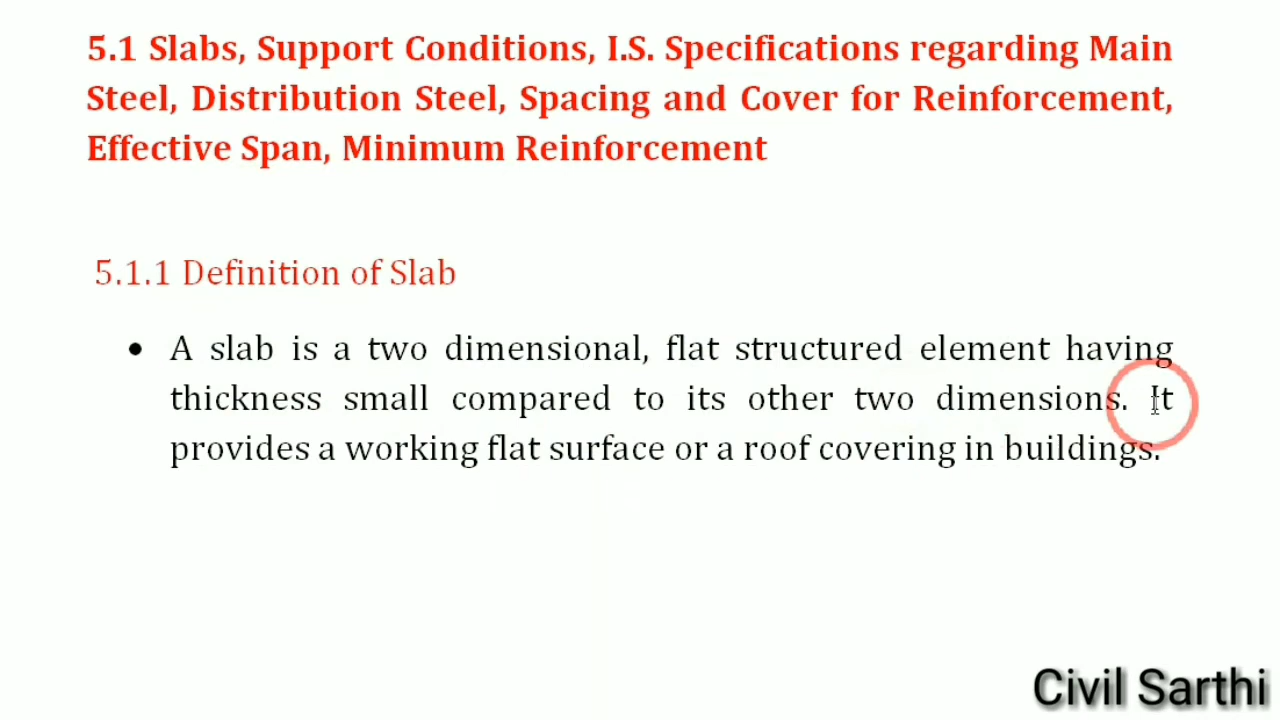 5.1 Slabs, Support Conditions, I.S. Specifications regarding Main
Steel, Distribution Steel, Spacing and Cover for Reinforcement,
Effective Span, Minimum Reinforcement
5.1.1 Definition of Slab
• A slab is a two dimensional, flat structured element having
thickness small compared to its other two dimensions. It
provides a working flat surface or a roof covering in buildings.
Civil Sarthi